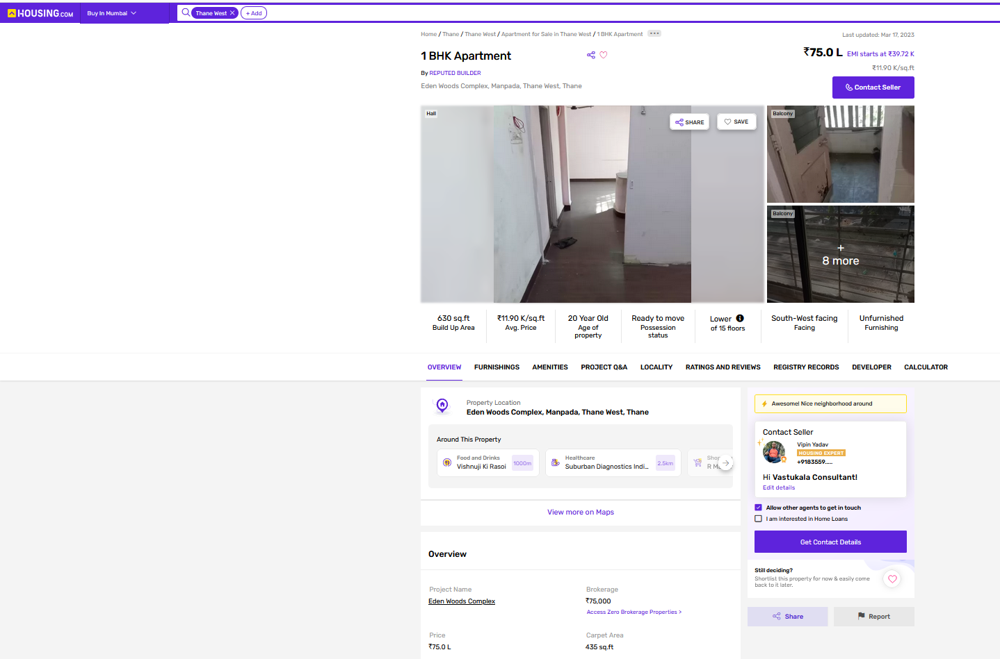 HOUSING.COM
Buy In Mumbai
Thane West
+ Add
Home / Thane / Thane West / Apartment for Sale in Thane West / 1 BHK Apartment
Last updated: Mar 17, 2023
1 BHK Apartment
₹75.0 L EMI starts at ₹39.72 K
By REPUTED BUILDER
₹11.90 K/sq.ft
Eden Woods Complex, Manpada, Thane West, Thane
Contact Seller
Hall
SHARE
SAVE
Balcony
Balcony
+
8 more
630 sq.ft
Build Up Area
₹11.90 K/sq.ft
Avg. Price
20 Year Old
Age of
property
Ready to move
Possession
status
Lower
of 15 floors
South-West facing
Facing
Unfurnished
Furnishing
OVERVIEW
FURNISHINGS
AMENITIES
PROJECT Q&A
LOCALITY
RATINGS AND REVIEWS
REGISTRY RECORDS
DEVELOPER
CALCULATOR
Property Location
Eden Woods Complex, Manpada, Thane West, Thane
Around This Property
Food and Drinks
Vishnuji Ki Rasoi
1000m
Healthcare
Suburban Diagnostics Indi...
2.5km
Shop
R M
View more on Maps
Overview
Project Name
Eden Woods Complex
Brokerage
₹75,000
Access Zero Brokerage Properties >
Price
₹75.0 L
Carpet Area
435 sq.ft
Awesome! Nice neighborhood around
Contact Seller
Vipin Yadav
HOUSING EXPERT
+9183559.....
Hi Vastukala Consultant!
Edit details
Allow other agents to get in touch
I am interested in Home Loans
Get Contact Details
Still deciding?
Shortlist this property for now & easily come
back to it later.
Share
Report